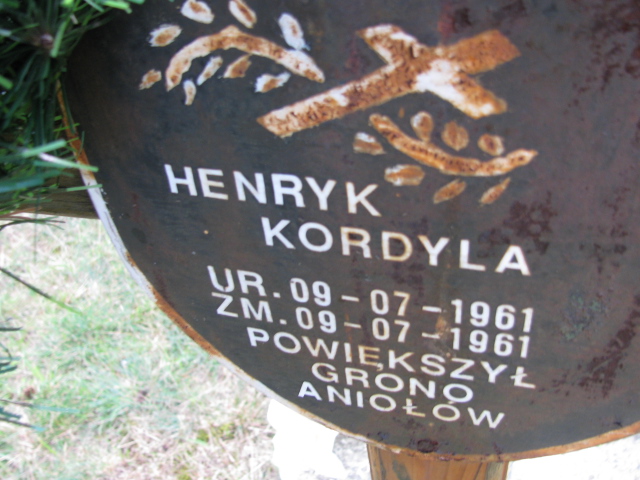 HENRYK
KORDYLA
UR. 09-07-1961
ZM. 09-07-1961
POWIĘKSZYŁ
GRONO
ANIOŁÓW